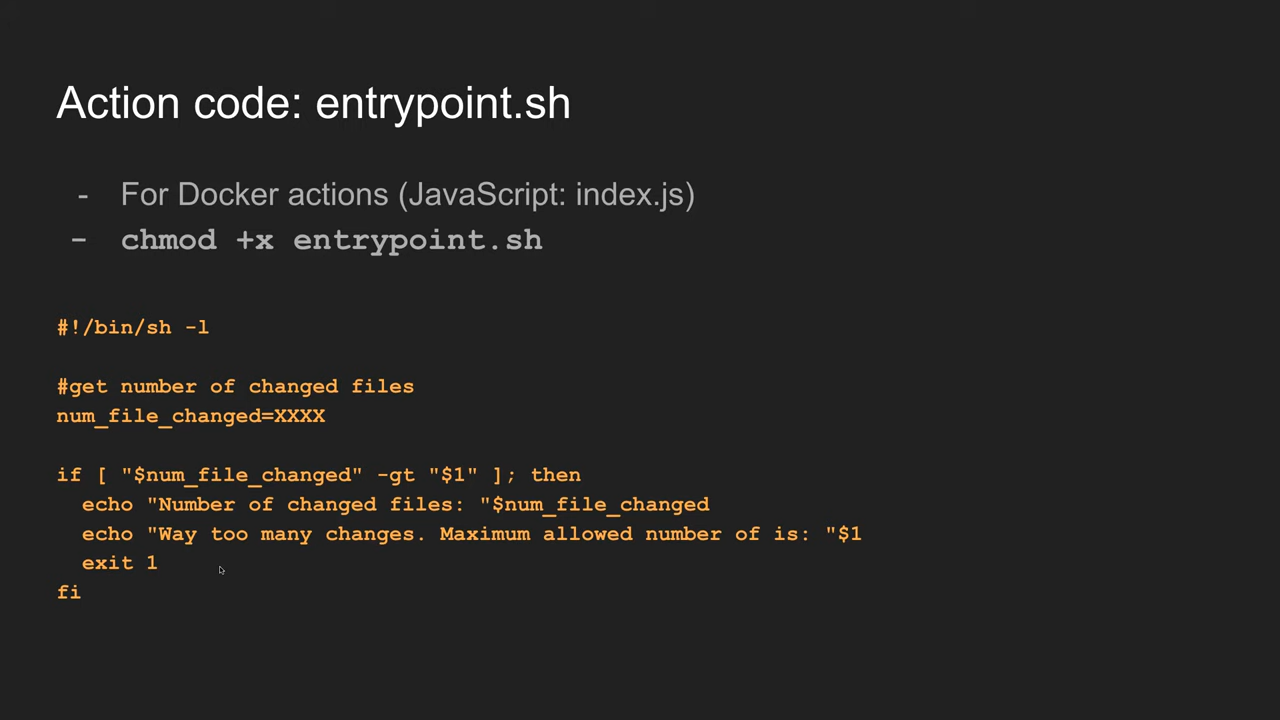 Action code: entrypoint.sh
- For Docker actions (JavaScript: index.js)
- chmod +x entrypoint.sh
#!/bin/sh -l
#get number of changed files
num_file_changed=XXXX
if [ "$num_file_changed" -gt "$1" ]; then
echo "Number of changed files: "$num_file_changed
echo "Way too many changes. Maximum allowed number of is: "$1
exit 1
fi